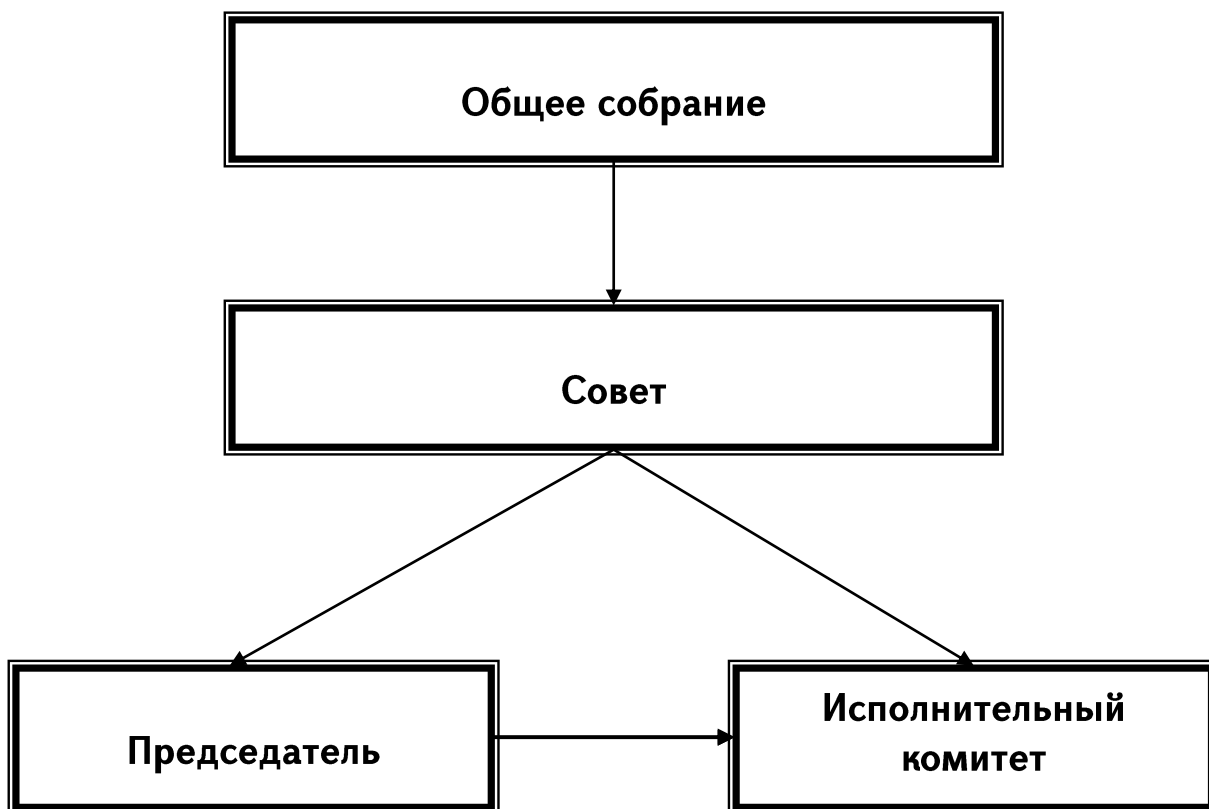 Общее собрание
Совет
Председатель
Исполнительный
комитет